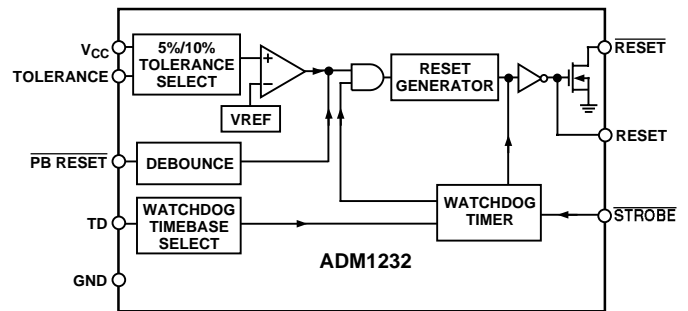 VCC
TOLERANCE
5%/10%
TOLERANCE
SELECT
+
–
VREF
RESET
GENERATOR
RESET
RESET
PB RESET
DEBOUNCE
TD
WATCHDOG
TIMEBASE
SELECT
WATCHDOG
TIMER
STROBE
ADM1232
GND